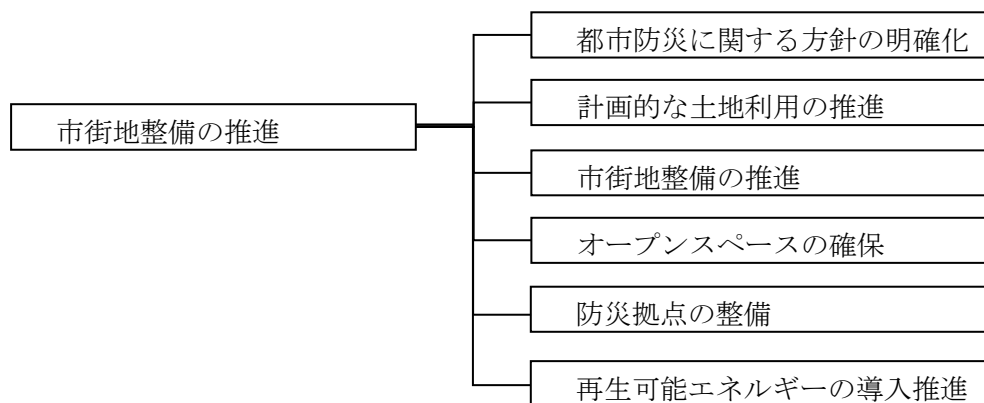 市街地整備の推進
都市防災に関する方針の明確化
計画的な土地利用の推進
市街地整備の推進
オープンスペースの確保
防災拠点の整備
再生可能エネルギーの導入推進